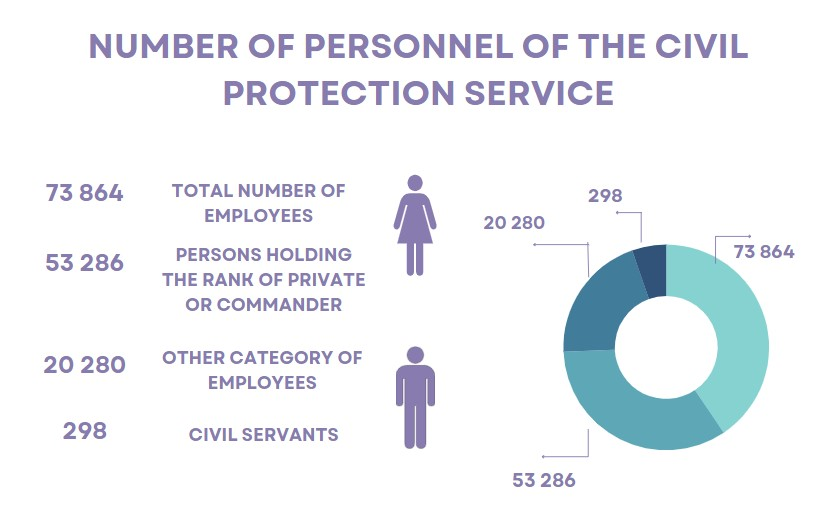 NUMBER OF PERSONNEL OF THE CIVIL
PROTECTION SERVICE
73 864
TOTAL NUMBER OF
EMPLOYEES
53 286
PERSONS HOLDING
THE RANK OF PRIVATE
OR COMMANDER
20 280
OTHER CATEGORY OF
EMPLOYEES
298
CIVIL SERVANTS
298
20 280
73 864
53 286